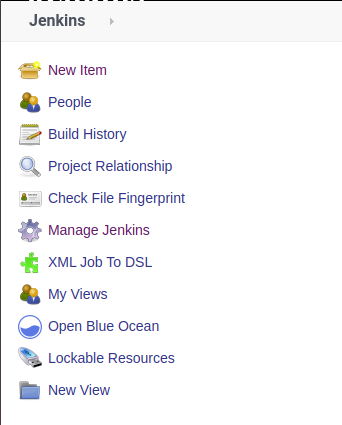 Jenkins
New Item
People
Build History
Project Relationship
Check File Fingerprint
Manage Jenkins
XML Job To DSL
My Views
Open Blue Ocean
Lockable Resources
New View